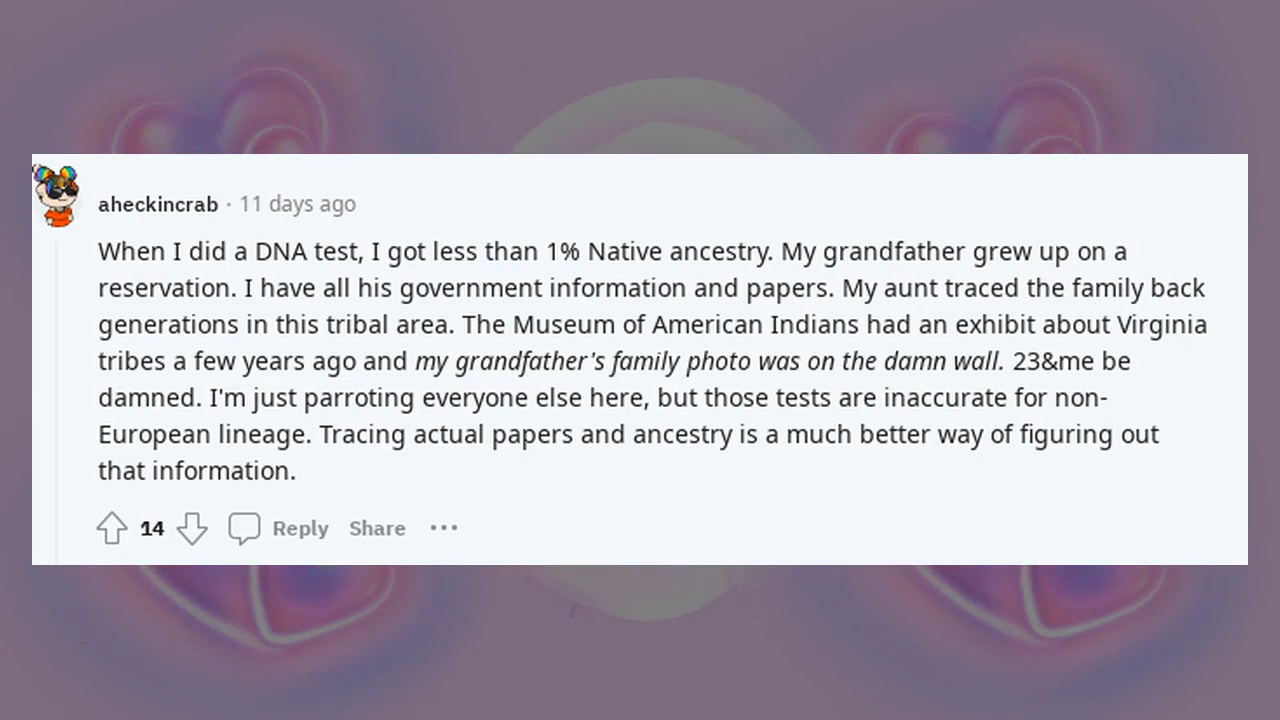 aheckincrab · 11 days ago
When I did a DNA test, I got less than 1% Native ancestry. My grandfather grew up on a
reservation. I have all his government information and papers. My aunt traced the family back
generations in this tribal area. The Museum of American Indians had an exhibit about Virginia
tribes a few years ago and my grandfather's family photo was on the damn wall. 23&me be
damned. I'm just parroting everyone else here, but those tests are inaccurate for non-
European lineage. Tracing actual papers and ancestry is a much better way of figuring out
that information.
14 Reply Share ···